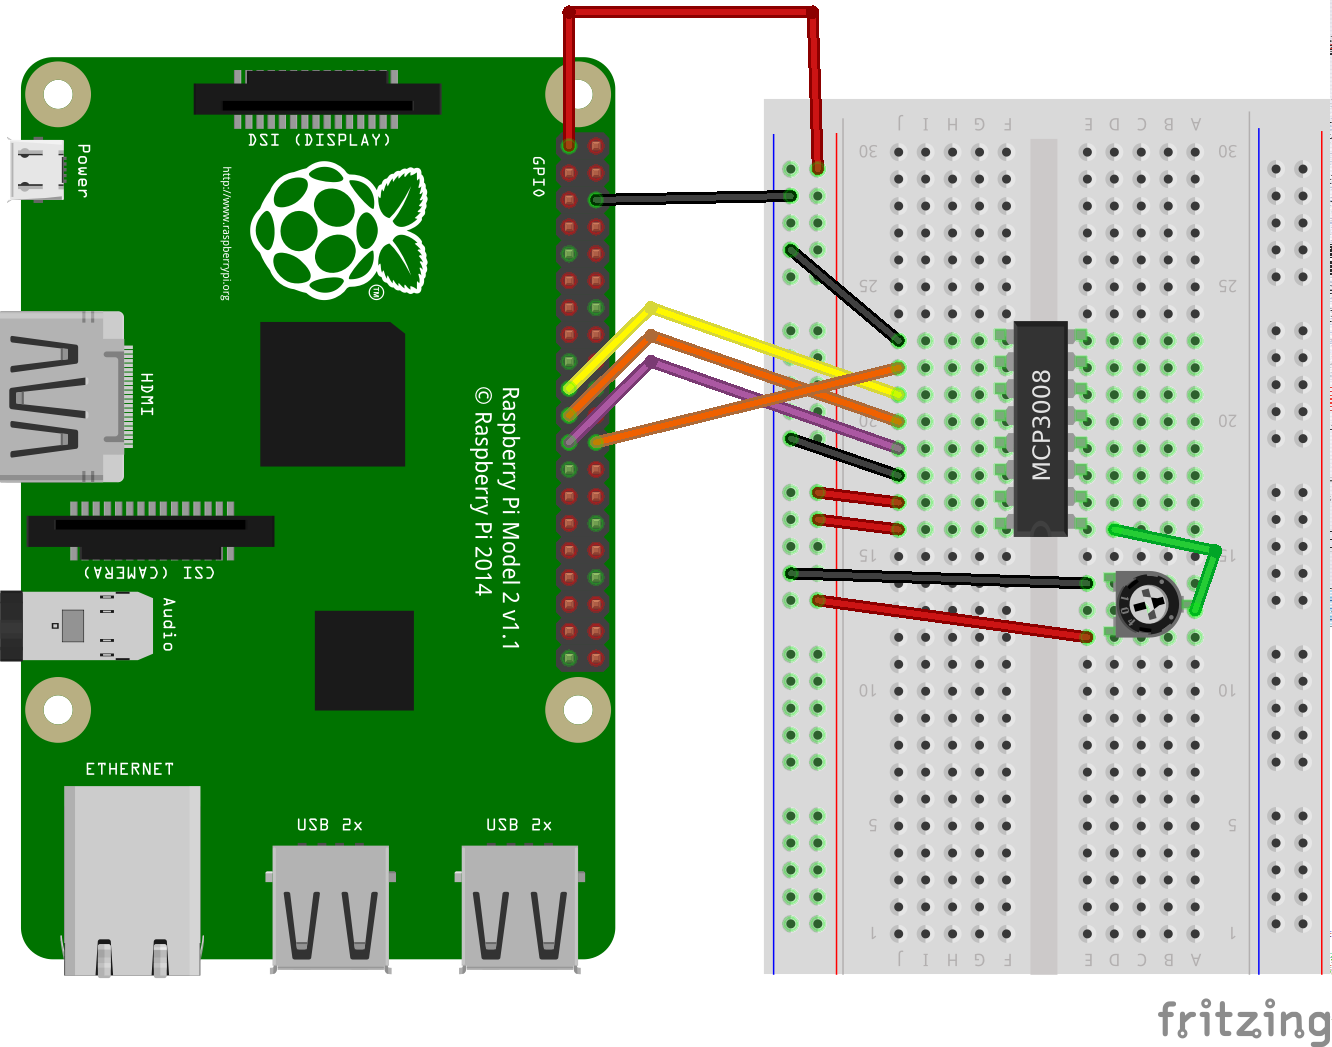 DSI (DISPLAY)
GPIO
Power
http://www.raspberrypi.org
TM
HDMI
Raspberry Pi Model 2 v1.1
© Raspberry Pi 2014
CSI (CAMERA)
Audio
ETHERNET
USB 2x
USB 2x
J I H G F E D C B A
30 30
25 25
20 20
MCP3008
15 15
104
10 10
5 5
1 1
J I H G F E D C B A
fritzing